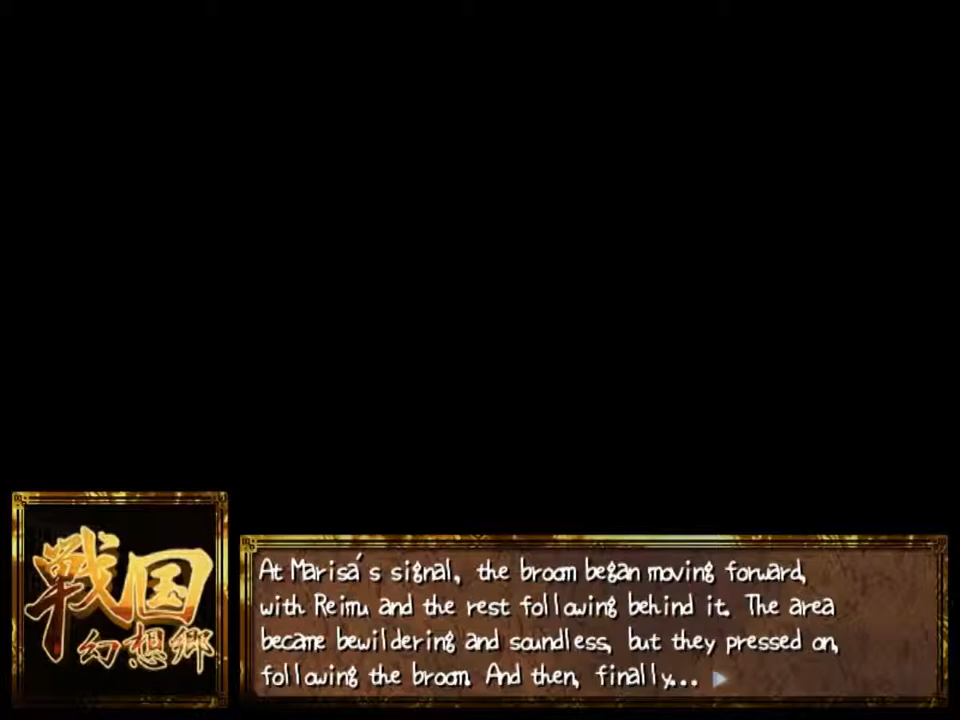 戦国
幻想郷
At Marisa's signal, the broom began moving forward,
with Reimu and the rest following behind it. The area
became bewildering and soundless, but they pressed on,
following the broom. And then, finally...